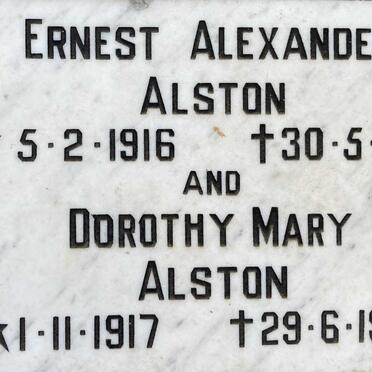 ERNEST ALEXANDE
ALSTON
5·2·1916 †30·5·
AND
DOROTHY MARY
ALSTON
★1·11·1917 †29·6·19